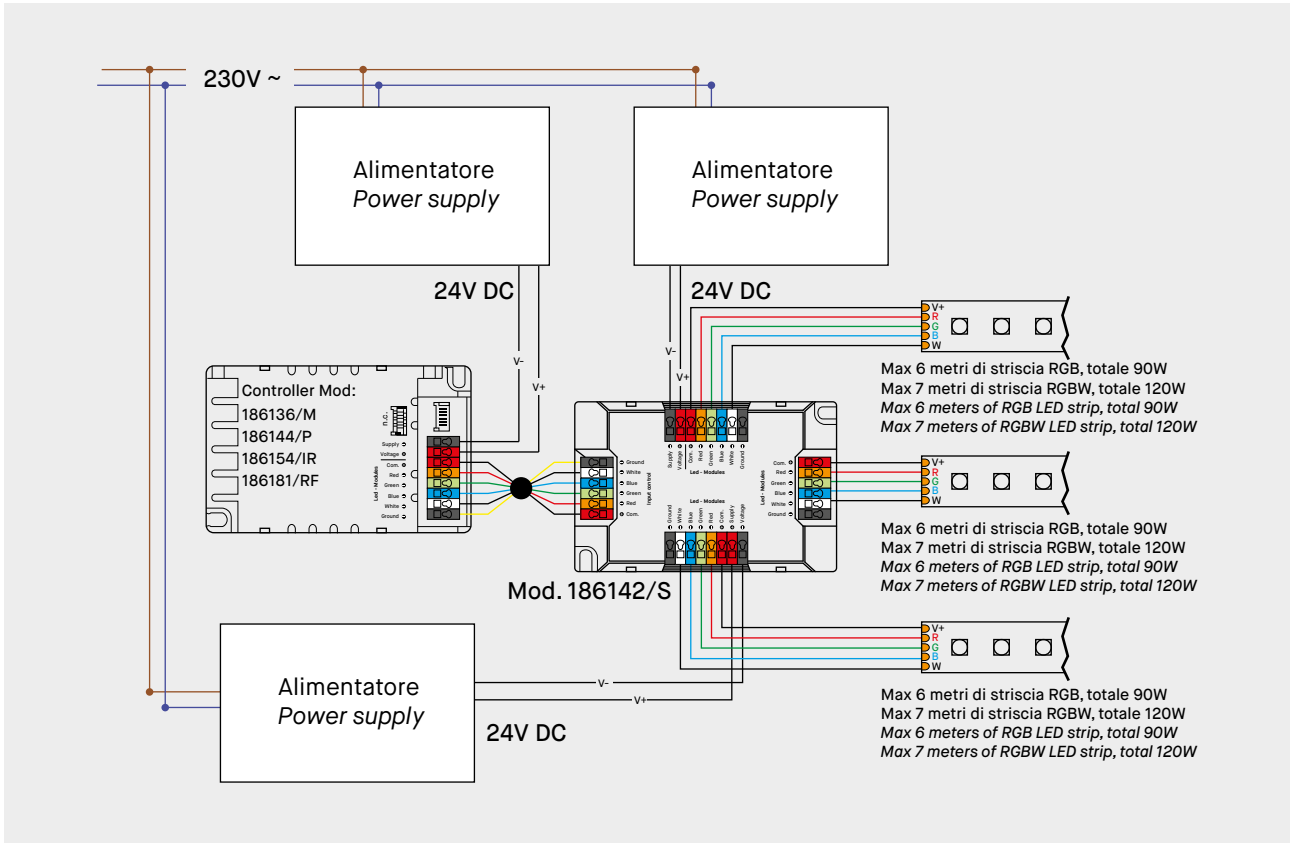 230V ~
Alimentatore
Power supply
Alimentatore
Power supply
24V DC
24V DC
V-
V+
V-
V+
V+
R
G
B
W
Max 6 metri di striscia RGB, totale 90W
Max 7 metri di striscia RGBW, totale 120W
Max 6 meters of RGB LED strip, total 90W
Max 7 meters of RGBW LED strip, total 120W
Controller Mod:
186136/M
186144/P
186154/IR
186181/RF
n.c.
Supply
Voltage
Com.
Red
Green
Blue
White
Ground
Led - Modules
Ground
White
Blue
Green
Red
Com.
Input control
Supply
Voltage
Com.
Red
Green
Blue
White
Ground
Led - Modules
Led - Modules
Ground
White
Blue
Green
Red
Com.
Supply
Voltage
Led - Modules
Com.
Red
Green
Blue
White
Ground
V+
R
G
B
W
Max 6 metri di striscia RGB, totale 90W
Max 7 metri di striscia RGBW, totale 120W
Max 6 meters of RGB LED strip, total 90W
Max 7 meters of RGBW LED strip, total 120W
Mod. 186142/S
Alimentatore
Power supply
V-
V+
24V DC
V+
R
G
B
W
Max 6 metri di striscia RGB, totale 90W
Max 7 metri di striscia RGBW, totale 120W
Max 6 meters of RGB LED strip, total 90W
Max 7 meters of RGBW LED strip, total 120W